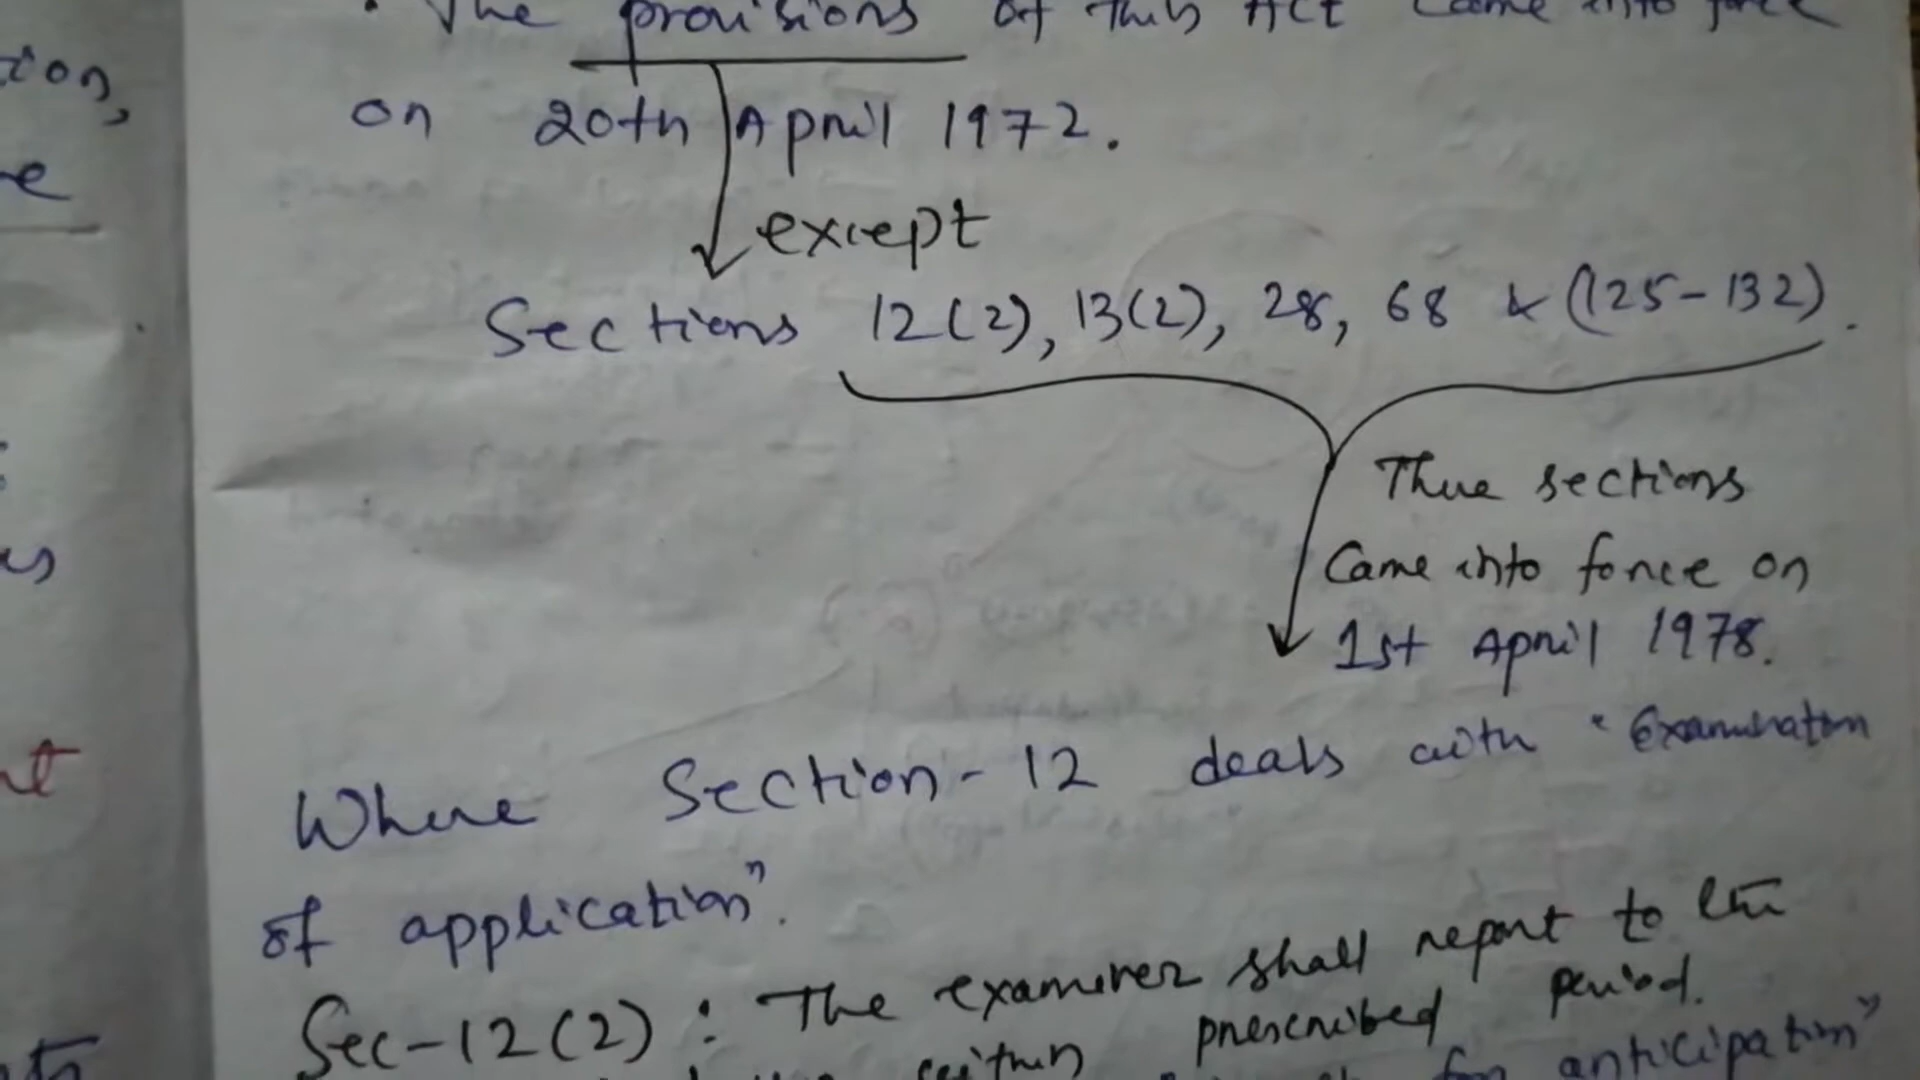 • The provisions of this Act came into force
on 20th April 1972.
except
Sections 12(2), 13(2), 28, 68 & (125-132).
These sections
Came into force on
1st April 1978.
Where Section-12 deals with "Examination
of application".
Sec-12(2): The examiner shall report to the
within prescribed period.
for anticipation"
tion,
e